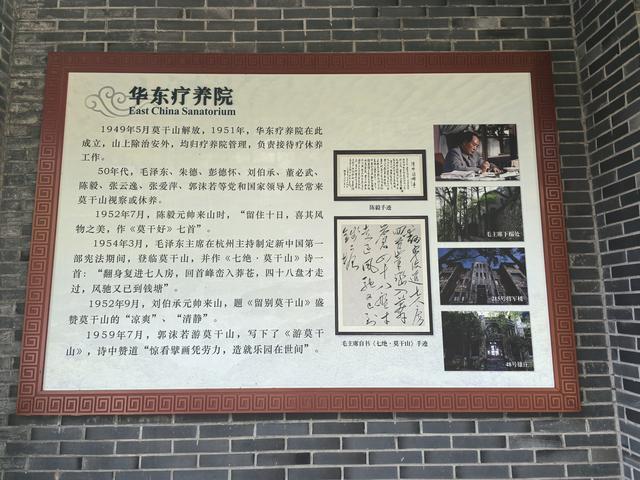 华东疗养院
East China Sanatorium
1949年5月莫干山解放，1951年，华东疗养院在此
成立，山上除治安外，均归疗养院管理，负责接待疗休养
工作。
50年代，毛泽东、朱德、彭德怀、刘伯承、董必武、
陈毅、张云逸、张爱萍、郭沫若等党和国家领导人经常来
莫干山视察或休养。
1952年7月，陈毅元帅来山时，“留住十日，喜其风
物之美，作《莫干好》七首”。
1954年3月，毛泽东主席在杭州主持制定新中国第一
部宪法期间，登临莫干山，并作《七绝·莫干山》诗一
首：“翻身复进七人房，回首峰峦入莽苍，四十八盘才走
过，风驰又已到钱塘”。
1952年9月，刘伯承元帅来山，题《留别莫干山》盛
赞莫干山的“凉爽”、“清静”。
1959年7月，郭沫若游莫干山，写下了《游莫干
山》，诗中赞道“惊看擘画凭劳力，造就乐园在世间”。
陈毅手迹
毛主席自书《七绝·莫干山》手迹
毛主席下榻处
215号将军楼